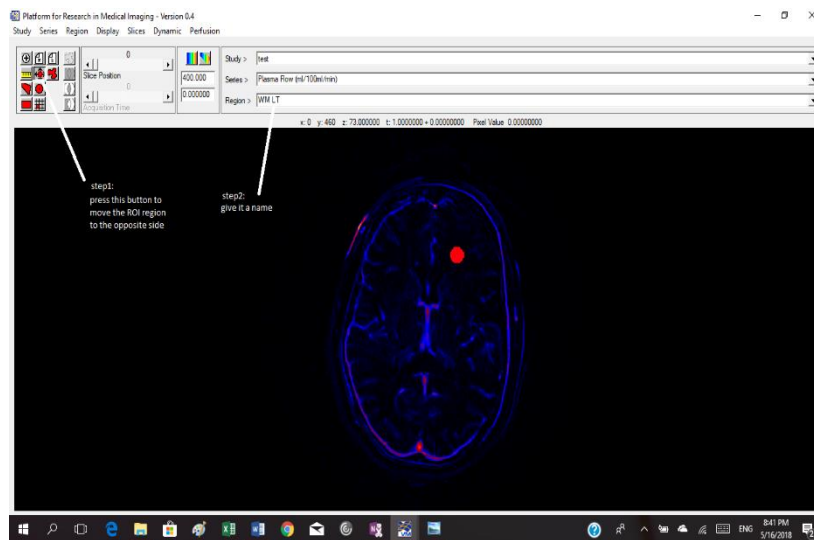 Platform for Research in Medical Imaging - Version 0.4
Study Series Region Display Slices Dynamic Perfusion
0
Slice Position
0
Acquisition Time
400.000
0.000000
Study > test
Series > Plasma Flow (ml/100ml/min)
Region > WM LT
x: 0 y: 460 z: 73.000000 t: 1.0000000 + 0.00000000 Pixel Value 0.00000000
step1:
press this button to
move the ROI region
to the opposite side
step2:
give it a name
ENG
8:41 PM
5/16/2018